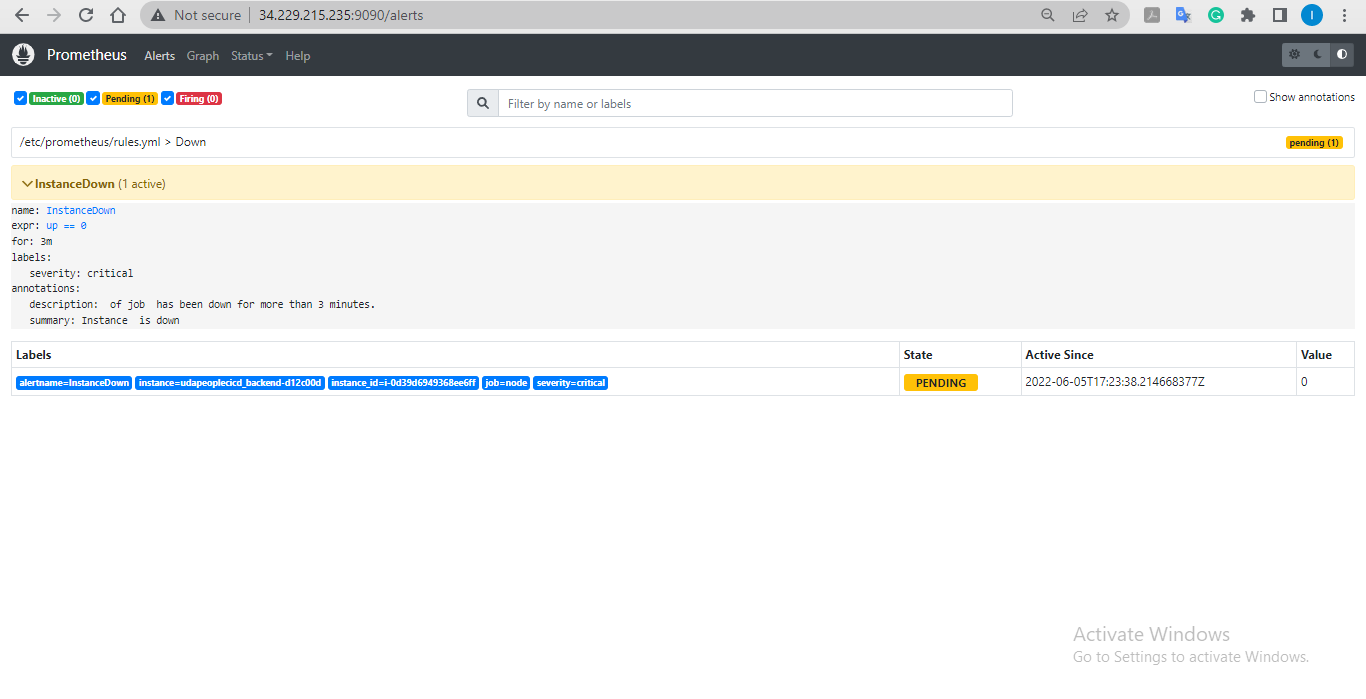 Not secure | 34.229.215.235:9090/alerts
Prometheus Alerts Graph Status Help
Inactive (0) Pending (1) Firing (0) Filter by name or labels Show annotations
/etc/prometheus/rules.yml > Down pending (1)
InstanceDown (1 active)
name: InstanceDown
expr: up == 0
for: 3m
labels:
severity: critical
annotations:
description:  of job  has been down for more than 3 minutes.
summary: Instance  is down
Labels State Active Since Value
alertname=InstanceDown instance=udapeoplecicd_backend-d12c00d instance_id=i-0d39d6949368ee6ff job=node severity=critical PENDING 2022-06-05T17:23:38.214668377Z 0
Activate Windows
Go to Settings to activate Windows.